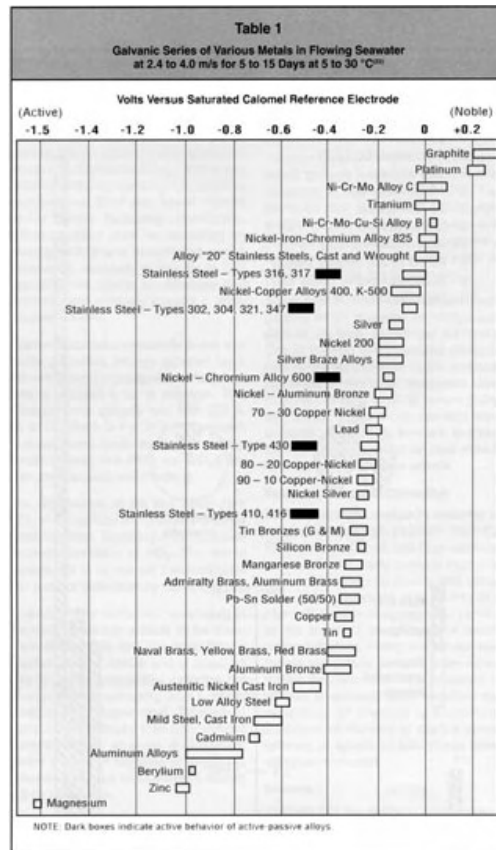 Table 1
Galvanic Series of Various Metals in Flowing Seawater
at 2.4 to 4.0 m/s for 5 to 15 Days at 5 to 30 °C
Volts Versus Saturated Calomel Reference Electrode
(Active) (Noble)
-1.5 -1.4 -1.2 -1.0 -0.8 -0.6 -0.4 -0.2 0 +0.2
Graphite
Platinum
Ni-Cr-Mo Alloy C
Titanium
Ni-Cr-Mo-Cu-Si Alloy B
Nickel-Iron-Chromium Alloy 825
Alloy "20" Stainless Steels, Cast and Wrought
Stainless Steel – Types 316, 317
Nickel-Copper Alloys 400, K-500
Stainless Steel – Types 302, 304, 321, 347
Silver
Nickel 200
Silver Braze Alloys
Nickel – Chromium Alloy 600
Nickel – Aluminum Bronze
70 – 30 Copper Nickel
Lead
Stainless Steel – Type 430
80 – 20 Copper-Nickel
90 – 10 Copper-Nickel
Nickel Silver
Stainless Steel – Types 410, 416
Tin Bronzes (G & M)
Silicon Bronze
Manganese Bronze
Admiralty Brass, Aluminum Brass
Pb-Sn Solder (50/50)
Copper
Tin
Naval Brass, Yellow Brass, Red Brass
Aluminum Bronze
Austenitic Nickel Cast Iron
Low Alloy Steel
Mild Steel, Cast Iron
Cadmium
Aluminum Alloys
Berylium
Zinc
Magnesium
NOTE: Dark boxes indicate active behavior of active-passive alloys.